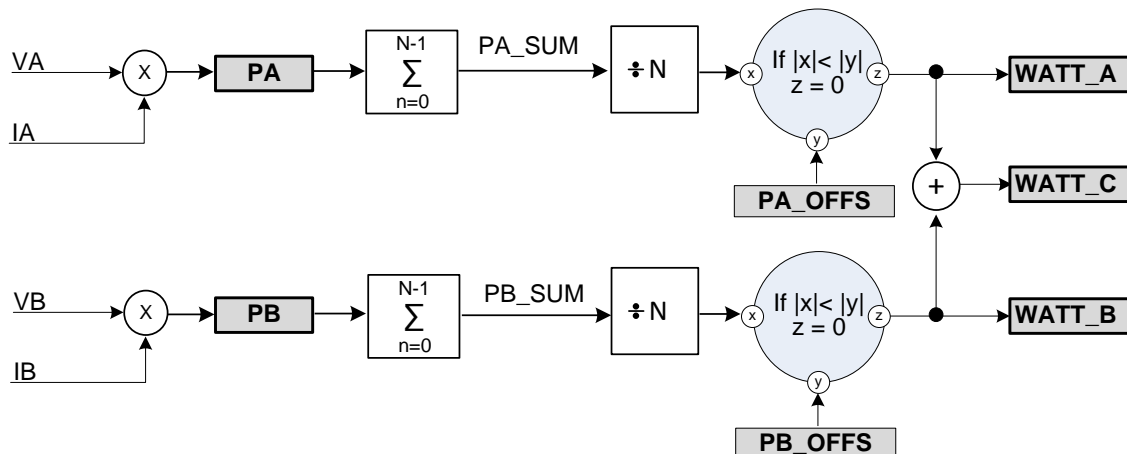 VA
IA
X
PA
N-1
Σ
n=0
PA_SUM
÷ N
If |x|< |y|
z = 0
x
z
y
PA_OFFS
WATT_A
+
WATT_C
VB
IB
X
PB
N-1
Σ
n=0
PB_SUM
÷ N
If |x|< |y|
z = 0
x
z
y
PB_OFFS
WATT_B